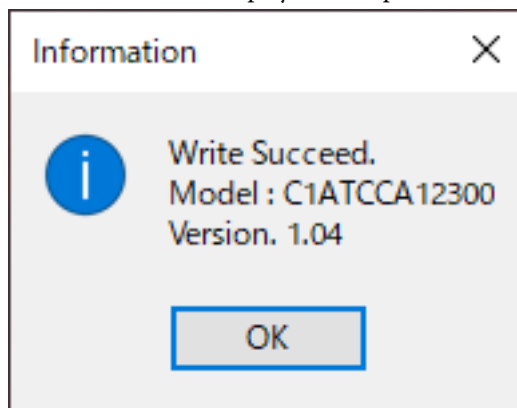 Information
Write Succeed.
Model : C1ATCCA12300
Version. 1.04
OK